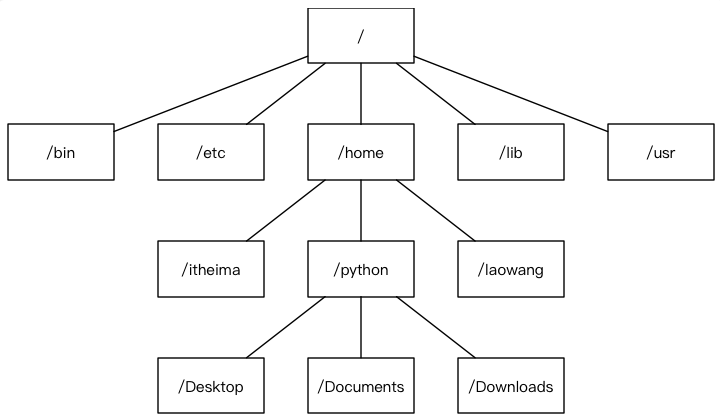 /
/bin
/etc
/home
/lib
/usr
/itheima
/python
/laowang
/Desktop
/Documents
/Downloads